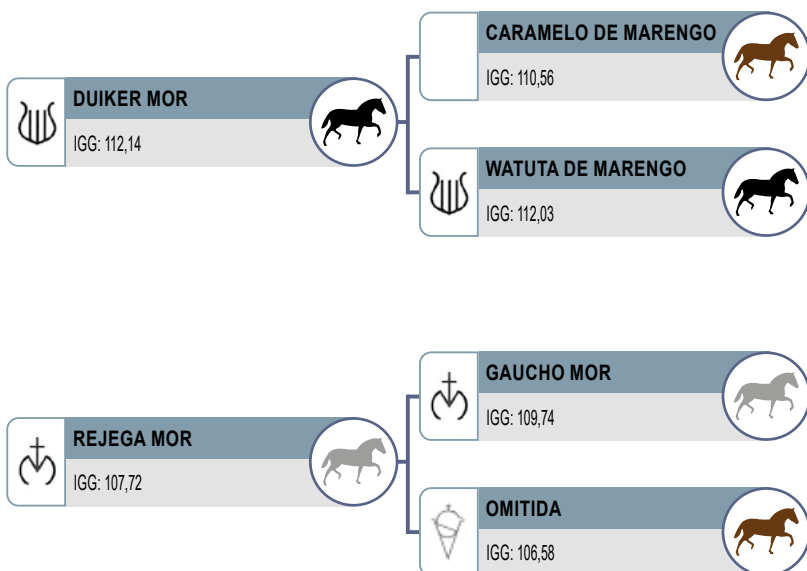 CARAMELO DE MARENGO
IGG: 110,56
DUIKER MOR
IGG: 112,14
WATUTA DE MARENGO
IGG: 112,03
GAUCHO MOR
IGG: 109,74
REJEGA MOR
IGG: 107,72
OMITIDA
IGG: 106,58